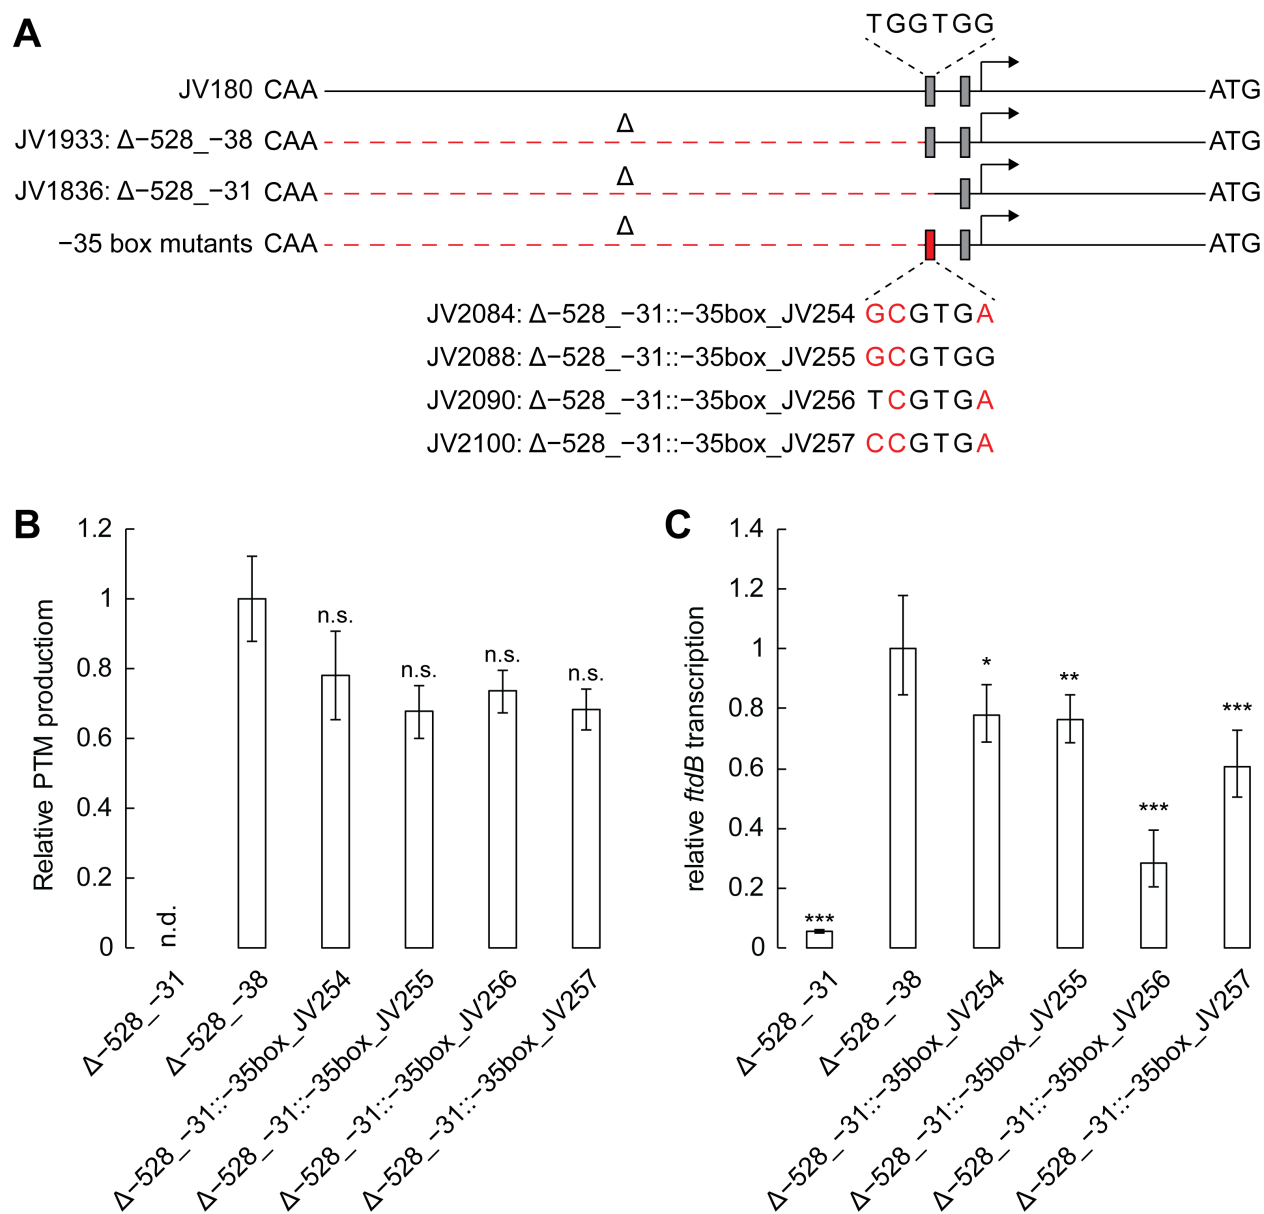 A
TGGTGG
JV180 CAA ATG
JV1933: Δ−528_−38 CAA Δ ATG
JV1836: Δ−528_−31 CAA Δ ATG
−35 box mutants CAA Δ ATG
JV2084: Δ−528_−31::−35box_JV254 GCGTGA
JV2088: Δ−528_−31::−35box_JV255 GCGTGG
JV2090: Δ−528_−31::−35box_JV256 TCGTGA
JV2100: Δ−528_−31::−35box_JV257 CCGTGA
B
Relative PTM productiom
1.2
1
0.8
0.6
0.4
0.2
0
n.d.
n.s.
n.s.
n.s.
n.s.
Δ−528_−31
Δ−528_−38
Δ−528_−31::−35box_JV254
Δ−528_−31::−35box_JV255
Δ−528_−31::−35box_JV256
Δ−528_−31::−35box_JV257
C
relative ftdB transcription
1.4
1.2
1
0.8
0.6
0.4
0.2
0
***
*
**
***
***
Δ−528_−31
Δ−528_−38
Δ−528_−31::−35box_JV254
Δ−528_−31::−35box_JV255
Δ−528_−31::−35box_JV256
Δ−528_−31::−35box_JV257